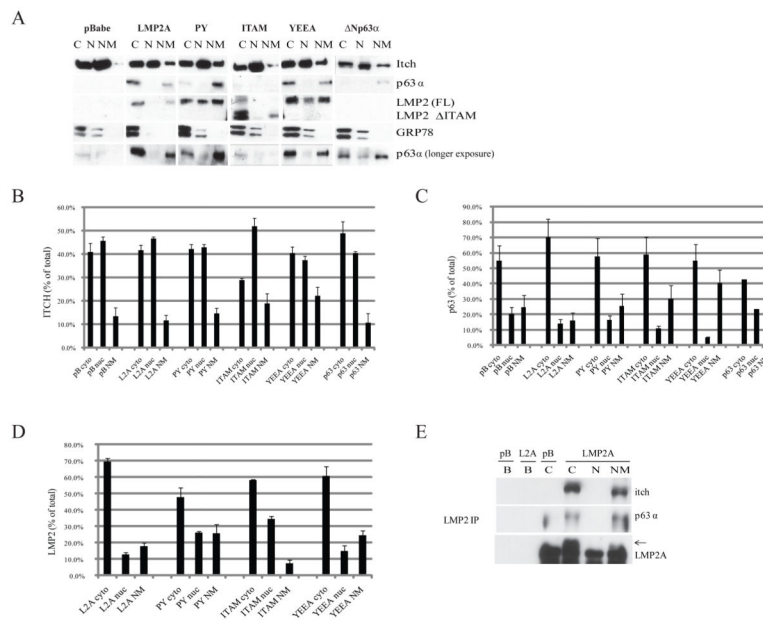 A
pBabe LMP2A PY ITAM YEEA ΔNp63α
C N NM C N NM C N NM C N NM C N NM C N NM
Itch
p63 α
LMP2 (FL)
LMP2 ΔITAM
GRP78
p63α (longer exposure)
B
60.0%
50.0%
40.0%
30.0%
20.0%
10.0%
0.0%
ITCH (% of total)
pB cyto
pB nuc
pB NM
L2A cyto
L2A nuc
L2A NM
PY cyto
PY nuc
PY NM
ITAM cyto
ITAM nuc
ITAM NM
YEEA cyto
YEEA nuc
YEEA NM
p63 cyto
p63 nuc
p63 NM
C
90.0%
80.0%
70.0%
60.0%
50.0%
40.0%
30.0%
20.0%
10.0%
0.0%
p63 (% of total)
pB cyto
pB nuc
pB NM
L2A cyto
L2A nuc
L2A NM
PY cyto
PY nuc
PY NM
ITAM cyto
ITAM nuc
ITAM NM
YEEA cyto
YEEA nuc
YEEA NM
p63 cyto
p63 nuc
p63 NM
D
80.0%
70.0%
60.0%
50.0%
40.0%
30.0%
20.0%
10.0%
0.0%
LMP2 (% of total)
L2A cyto
L2A nuc
L2A NM
PY cyto
PY nuc
PY NM
ITAM cyto
ITAM nuc
ITAM NM
YEEA cyto
YEEA nuc
YEEA NM
E
pB L2A pB LMP2A
B B C C N NM
itch
p63 α
LMP2 IP
←
LMP2A